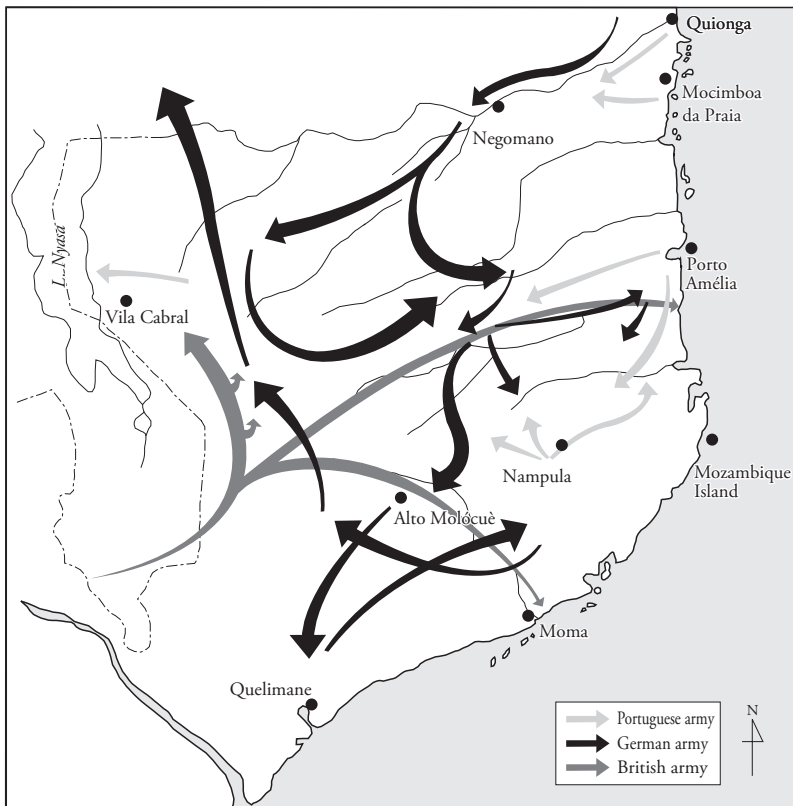 Quionga
Mocimboa
da Praia
Negomano
L. Nyasa
Porto
Amélia
Vila Cabral
Nampula
Mozambique
Island
Alto Molócuè
Moma
Quelimane
N
Portuguese army
German army
British army